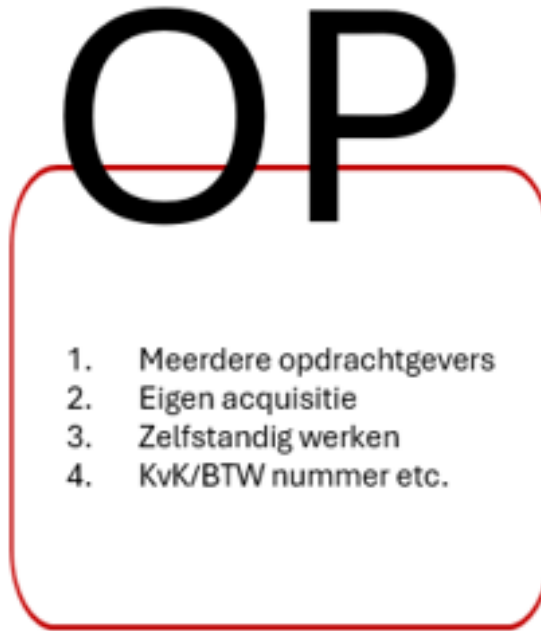 OP
1. Meerdere opdrachtgevers
2. Eigen acquisitie
3. Zelfstandig werken
4. KvK/BTW nummer etc.